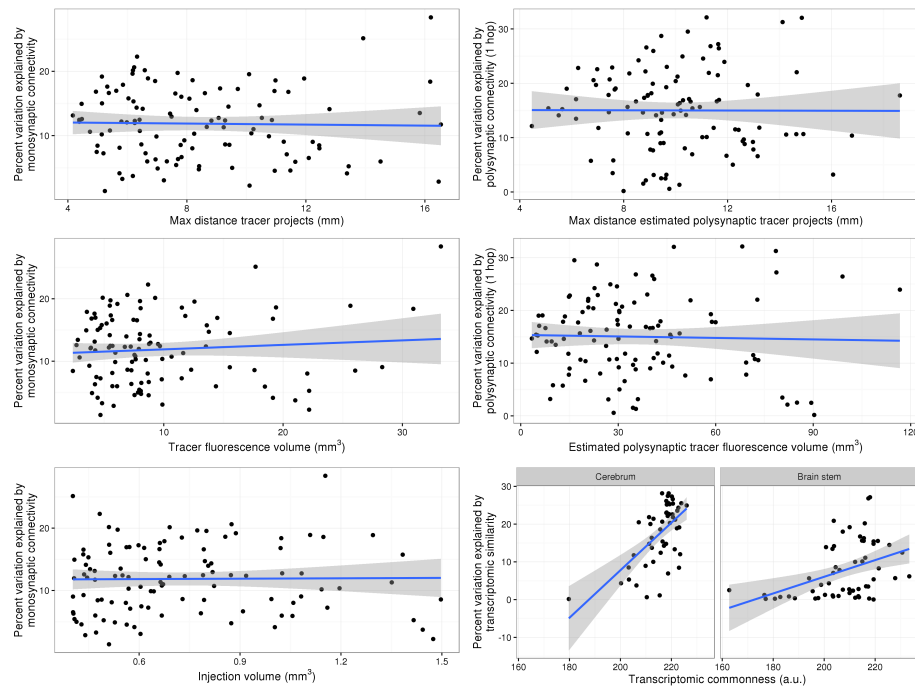 Percent variation explained by
monosynaptic connectivity
20
10
4
8
12
16
Max distance tracer projects (mm)
Percent variation explained by
polysynaptic connectivity (1 hop)
30
20
10
0
4
8
12
16
Max distance estimated polysynaptic tracer projects (mm)
Percent variation explained by
monosynaptic connectivity
20
10
10
20
30
Tracer fluorescence volume (mm³)
Percent variation explained by
polysynaptic connectivity (1 hop)
30
20
10
0
0
30
60
90
120
Estimated polysynaptic tracer fluorescence volume (mm³)
Percent variation explained by
monosynaptic connectivity
20
10
0.6
0.9
1.2
1.5
Injection volume (mm³)
Cerebrum
Brain stem
Percent variation explained by
transcriptomic similarity
30
20
10
0
-10
160
180
200
220
160
180
200
220
Transcriptomic commonness (a.u.)